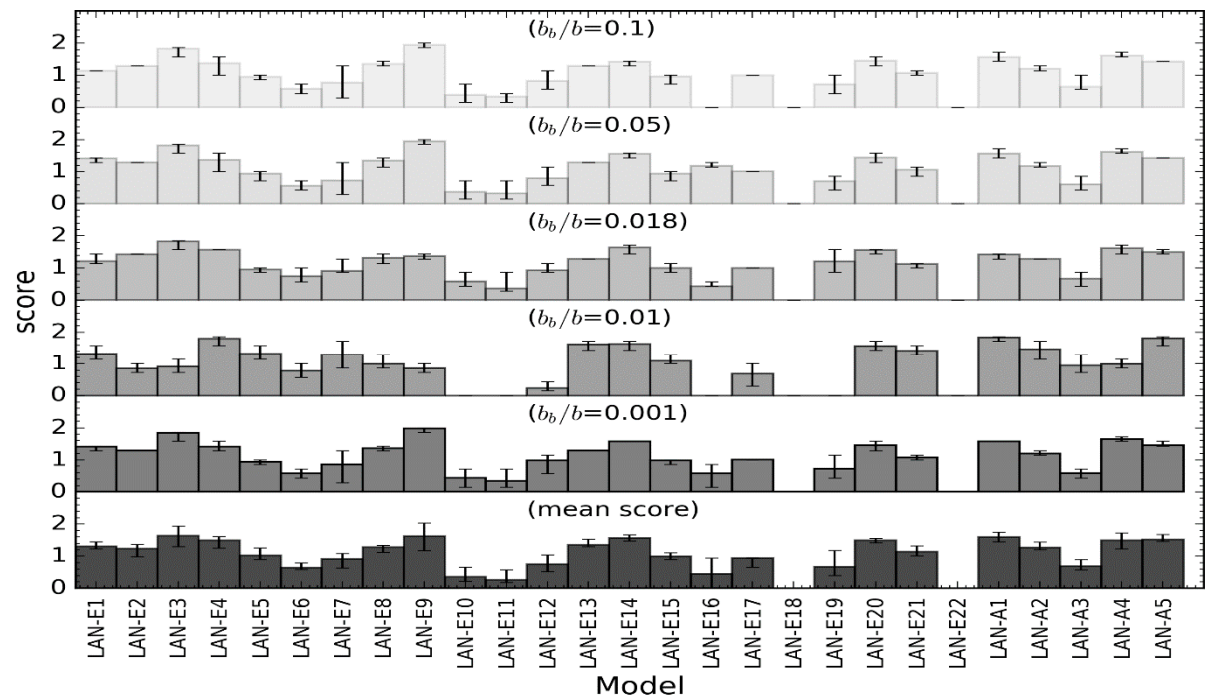 (b_b/b=0.1)
2
1
0
(b_b/b=0.05)
2
1
0
(b_b/b=0.018)
2
1
0
(b_b/b=0.01)
2
1
0
(b_b/b=0.001)
2
1
0
(mean score)
2
1
0
score
LAN-E1 LAN-E2 LAN-E3 LAN-E4 LAN-E5 LAN-E6 LAN-E7 LAN-E8 LAN-E9 LAN-E10 LAN-E11 LAN-E12 LAN-E13 LAN-E14 LAN-E15 LAN-E16 LAN-E17 LAN-E18 LAN-E19 LAN-E20 LAN-E21 LAN-E22 LAN-A1 LAN-A2 LAN-A3 LAN-A4 LAN-A5
Model